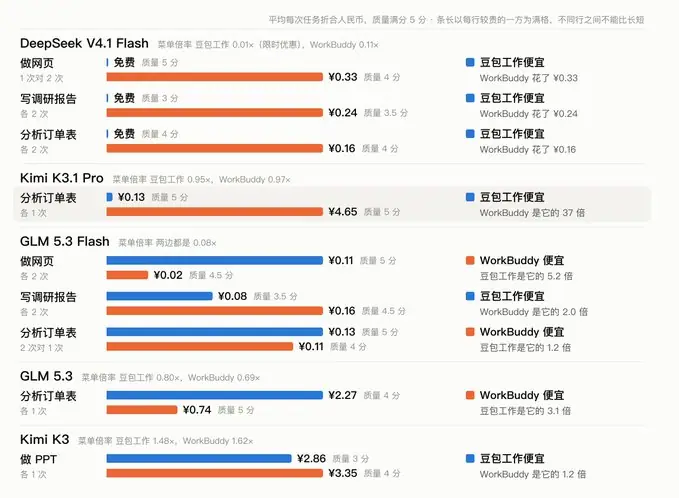 平均每次任务折合人民币，质量满分 5 分 · 条长以每行较贵的一方为满格，不同行之间不能比长短
DeepSeek V4.1 Flash 菜单倍率 豆包工作 0.01×（限时优惠），WorkBuddy 0.11×
做网页 免费 质量 5 分 豆包工作便宜
1 次对 2 次 ¥0.33 质量 4 分 WorkBuddy 花了 ¥0.33
写调研报告 免费 质量 3 分 豆包工作便宜
各 2 次 ¥0.24 质量 3.5 分 WorkBuddy 花了 ¥0.24
分析订单表 免费 质量 4 分 豆包工作便宜
各 2 次 ¥0.16 质量 4 分 WorkBuddy 花了 ¥0.16
Kimi K3.1 Pro 菜单倍率 豆包工作 0.95×，WorkBuddy 0.97×
分析订单表 ¥0.13 质量 5 分 豆包工作便宜
各 1 次 ¥4.65 质量 5 分 WorkBuddy 是它的 37 倍
GLM 5.3 Flash 菜单倍率 两边都是 0.08×
做网页 ¥0.11 质量 5 分 WorkBuddy 便宜
各 2 次 ¥0.02 质量 4.5 分 豆包工作是它的 5.2 倍
写调研报告 ¥0.08 质量 3.5 分 豆包工作便宜
各 2 次 ¥0.16 质量 4.5 分 WorkBuddy 是它的 2.0 倍
分析订单表 ¥0.13 质量 5 分 WorkBuddy 便宜
2 次对 1 次 ¥0.11 质量 4 分 豆包工作是它的 1.2 倍
GLM 5.3 菜单倍率 豆包工作 0.80×，WorkBuddy 0.69×
分析订单表 ¥2.27 质量 4 分 WorkBuddy 便宜
各 1 次 ¥0.74 质量 5 分 豆包工作是它的 3.1 倍
Kimi K3 菜单倍率 豆包工作 1.48×，WorkBuddy 1.62×
做 PPT ¥2.86 质量 3 分 豆包工作便宜
各 1 次 ¥3.35 质量 4 分 WorkBuddy 是它的 1.2 倍